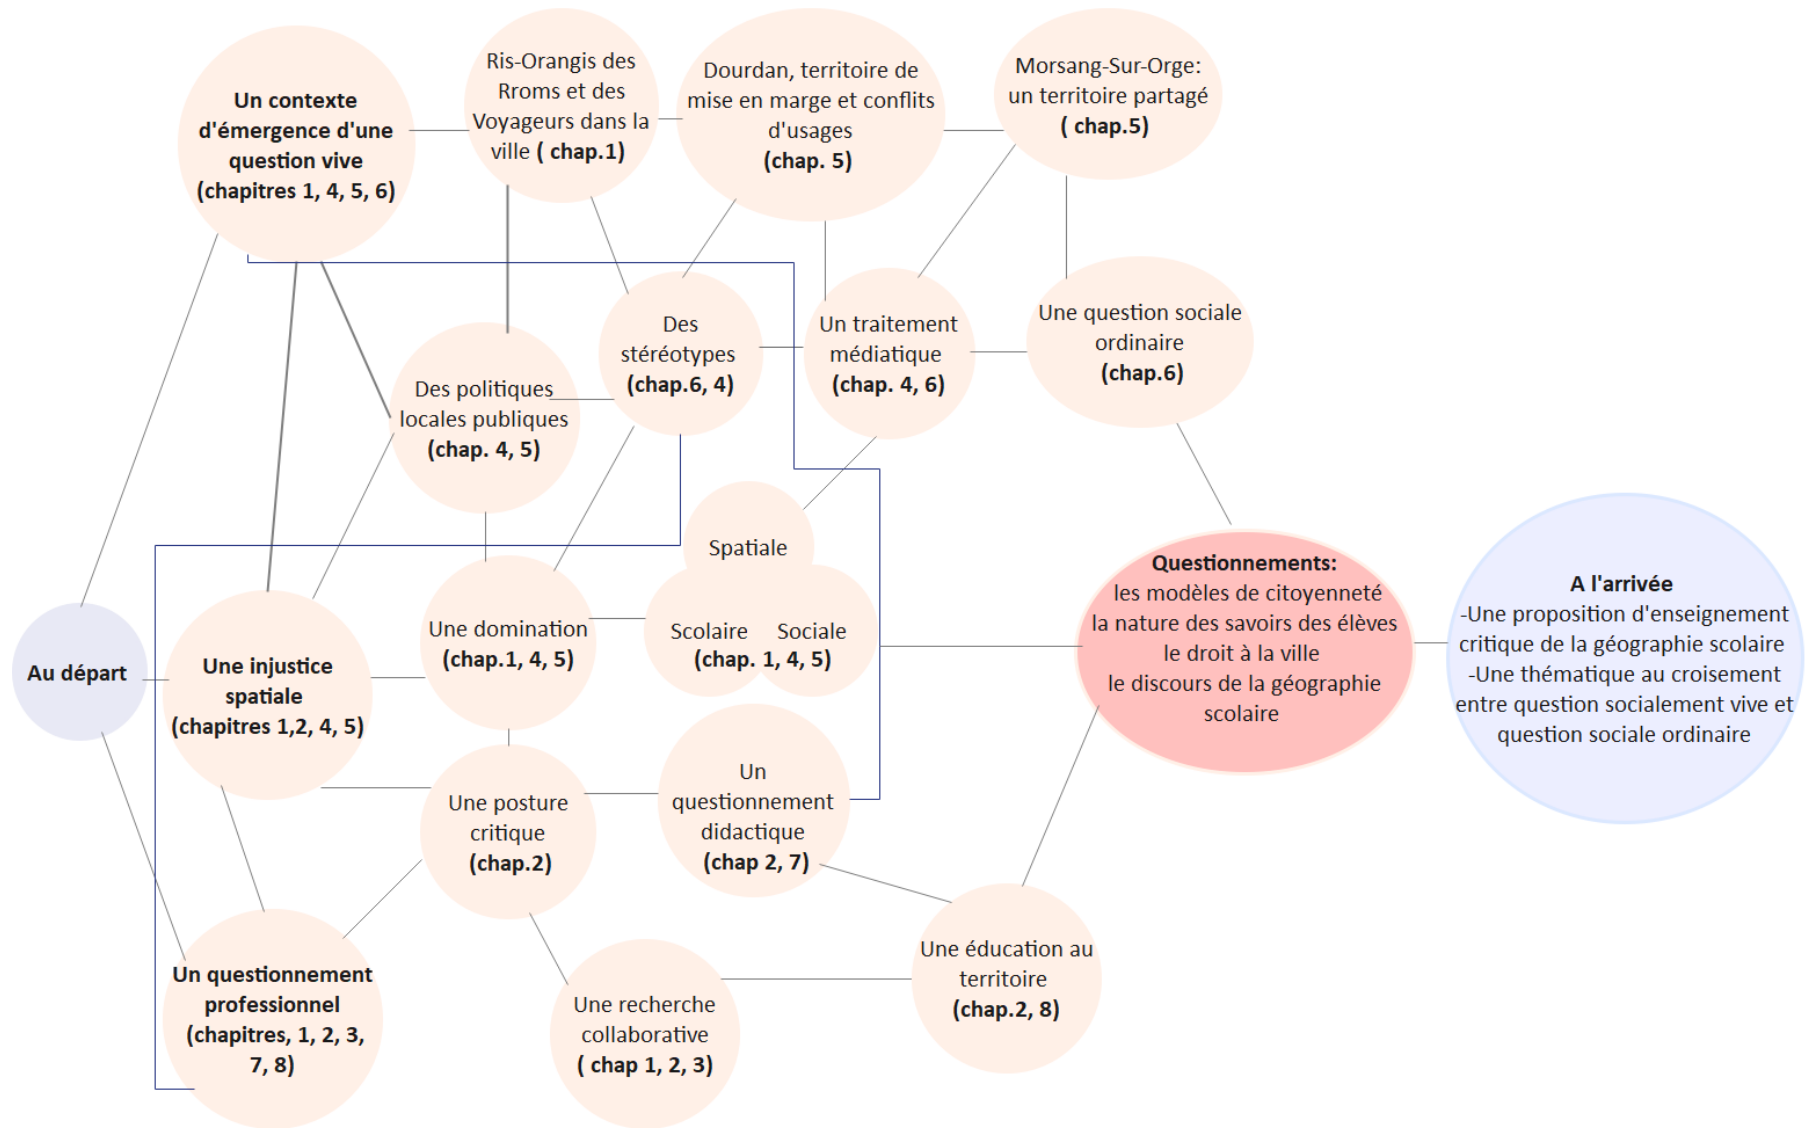 Un contexte
d'émergence d'une
question vive
(chapitres 1, 4, 5, 6)
Ris-Orangis des
Rroms et des
Voyageurs dans la
ville ( chap.1)
Dourdan, territoire de
mise en marge et conflits
d'usages
(chap. 5)
Morsang-Sur-Orge:
un territoire partagé
( chap.5)
Des politiques
locales publiques
(chap. 4, 5)
Des
stéréotypes
(chap.6, 4)
Un traitement
médiatique
(chap. 4, 6)
Une question sociale
ordinaire
(chap.6)
Au départ
Une injustice
spatiale
(chapitres 1,2, 4, 5)
Une domination
(chap.1, 4, 5)
Spatiale
Scolaire Sociale
(chap. 1, 4, 5)
Questionnements:
les modèles de citoyenneté
la nature des savoirs des élèves
le droit à la ville
le discours de la géographie
scolaire
A l'arrivée
-Une proposition d'enseignement
critique de la géographie scolaire
-Une thématique au croisement
entre question socialement vive et
question sociale ordinaire
Une posture
critique
(chap.2)
Un
questionnement
didactique
(chap 2, 7)
Un questionnement
professionnel
(chapitres, 1, 2, 3,
7, 8)
Une recherche
collaborative
( chap 1, 2, 3)
Une éducation au
territoire
(chap.2, 8)